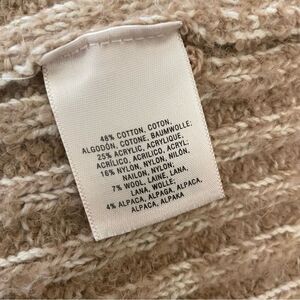 48% COTTON, COTON,
ALGODÓN, COTONE, BAUMWOLLE;
25% ACRYLIC, ACRYLIQUE,
ACRÍLICO, ACRILICO, ACRYL;
16% NYLON, NYLON, NILÓN,
NAILON, NYLON;
7% WOOL, LAINE, LANA,
LANA, WOLLE;
4% ALPACA, ALPAGA, ALPACA,
ALPACA, ALPAKA